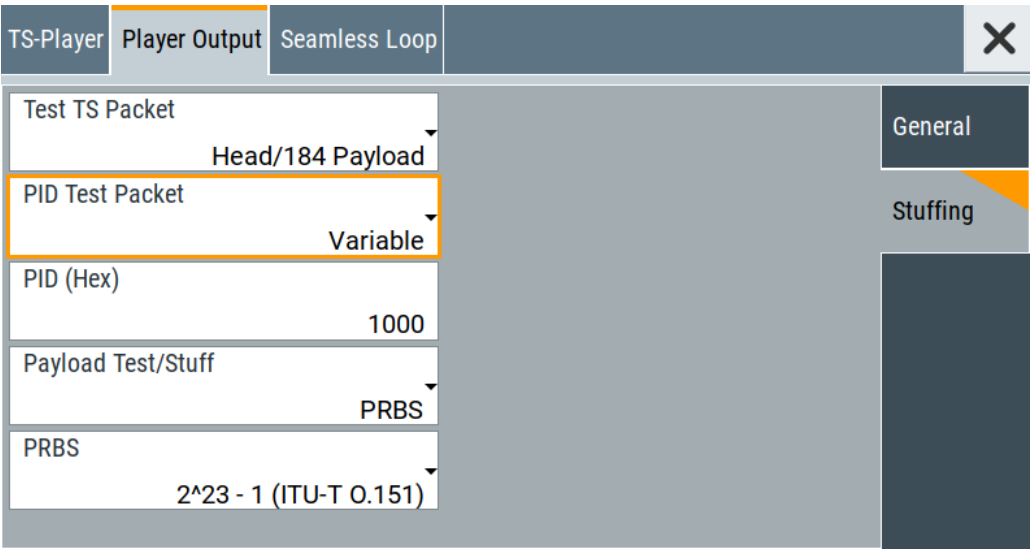 TS-Player Player Output Seamless Loop
Test TS Packet
Head/184 Payload
General
PID Test Packet
Variable
Stuffing
PID (Hex)
1000
Payload Test/Stuff
PRBS
PRBS
2^23 - 1 (ITU-T O.151)